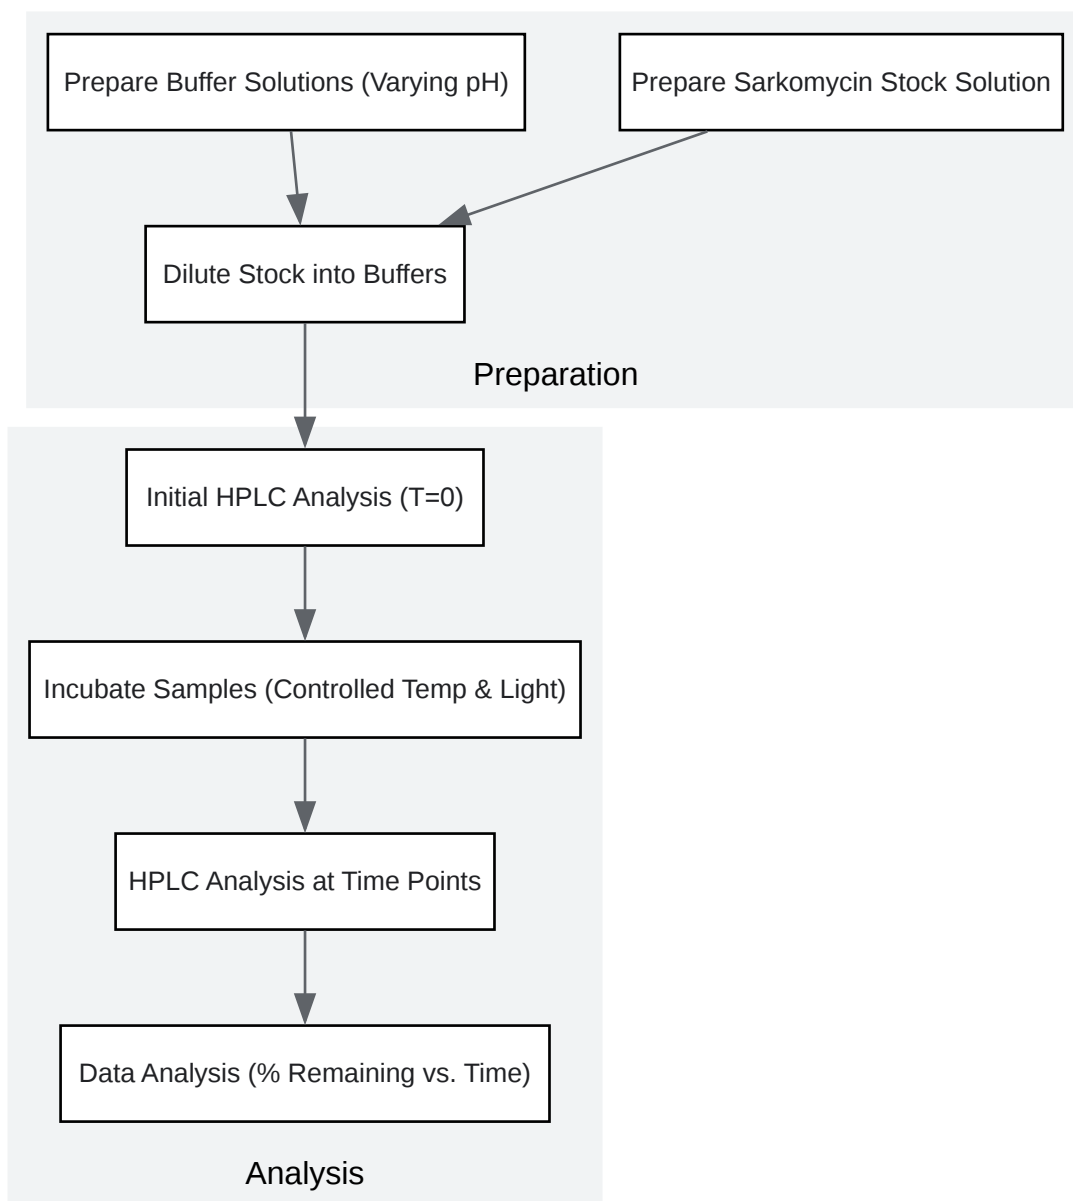 Prepare Buffer Solutions (Varying pH)
Prepare Sarkomycin Stock Solution
Dilute Stock into Buffers
Preparation
Initial HPLC Analysis (T=0)
Incubate Samples (Controlled Temp & Light)
HPLC Analysis at Time Points
Data Analysis (% Remaining vs. Time)
Analysis